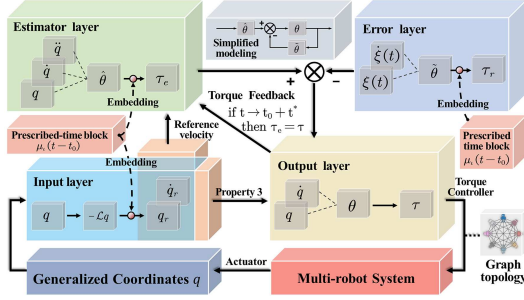 Estimator layer
q̈
q̇
q
θ̂
τₑ
Embedding
Simplified modeling
θ̂
+
−
θ
θ̃
Error layer
ξ̇(t)
ξ(t)
θ̃
τᵣ
Embedding
+
−
Torque Feedback
if t → t₀ + t*
then τₑ = τ
Prescribed-time block
μₛ(t − t₀)
Reference velocity
Embedding
Prescribed time block
μₛ(t − t₀)
Input layer
q
−ℒq
q̇ᵣ
qᵣ
Property 3
Output layer
q̇
q
θ
τ
Torque Controller
Graph topology
Generalized Coordinates q
Actuator
Multi-robot System